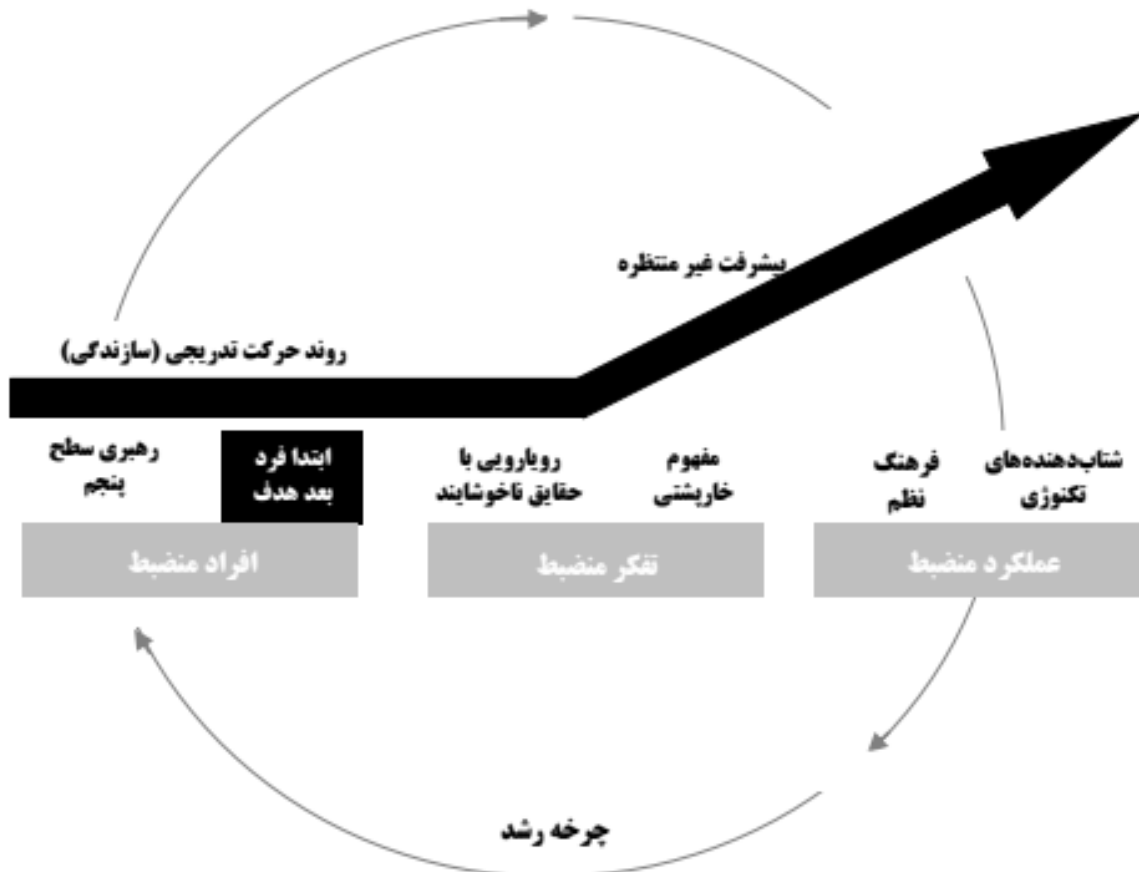 پیشرفت غیر منتظره
روند حرکت تدریجی (سازندگی)
رهبری سطح
پنجم
ابتدا فرد
بعد هدف
رویارویی با
حقایق ناخوشایند
مفهوم
خارپشتی
فرهنگ
نظم
شتاب‌دهنده‌های
تکنوژی
افراد منضبط
تفکر منضبط
عملکرد منضبط
چرخه رشد